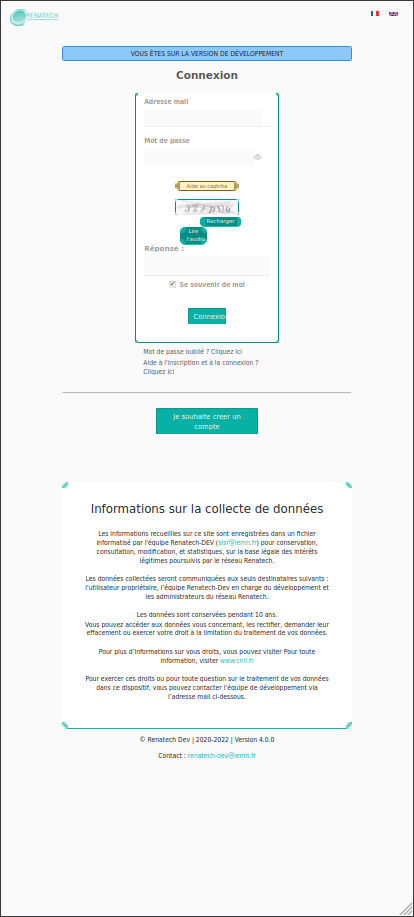 RENATECH
VOUS ÊTES SUR LA VERSION DE DÉVELOPPEMENT
Connexion
Adresse mail
Mot de passe
Aide au captcha
Recharger
Lire
l'audio
Réponse :
Se souvenir de moi
Connexion
Mot de passe oublié ? Cliquez ici
Aide à l'inscription et à la connexion ?
Cliquez ici
Je souhaite creer un
compte
Informations sur la collecte de données
Les informations recueillies sur ce site sont enregistrées dans un fichier
informatisé par l'équipe Renatech-DEV (sisr@iemn.fr) pour conservation,
consultation, modification, et statistiques, sur la base légale des intérêts
légitimes poursuivis par le réseau Renatech.
Les données collectées seront communiquées aux seuls destinataires suivants :
l'utilisateur propriétaire, l'équipe Renatech-Dev en charge du développement et
les administrateurs du réseau Renatech.
Les données sont conservées pendant 10 ans.
Vous pouvez accéder aux données vous concernant, les rectifier, demander leur
effacement ou exercer votre droit à la limitation du traitement de vos données.
Pour plus d'informations sur vous droits, vous pouvez visiter Pour toute
information, visiter www.cnil.fr
Pour exercer ces droits ou pour toute question sur le traitement de vos données
dans ce dispositif, vous pouvez contacter l'équipe de développement via
l'adresse mail ci-dessous.
© Renatech Dev | 2020-2022 | Version 4.0.0
Contact : renatech-dev@iemn.fr